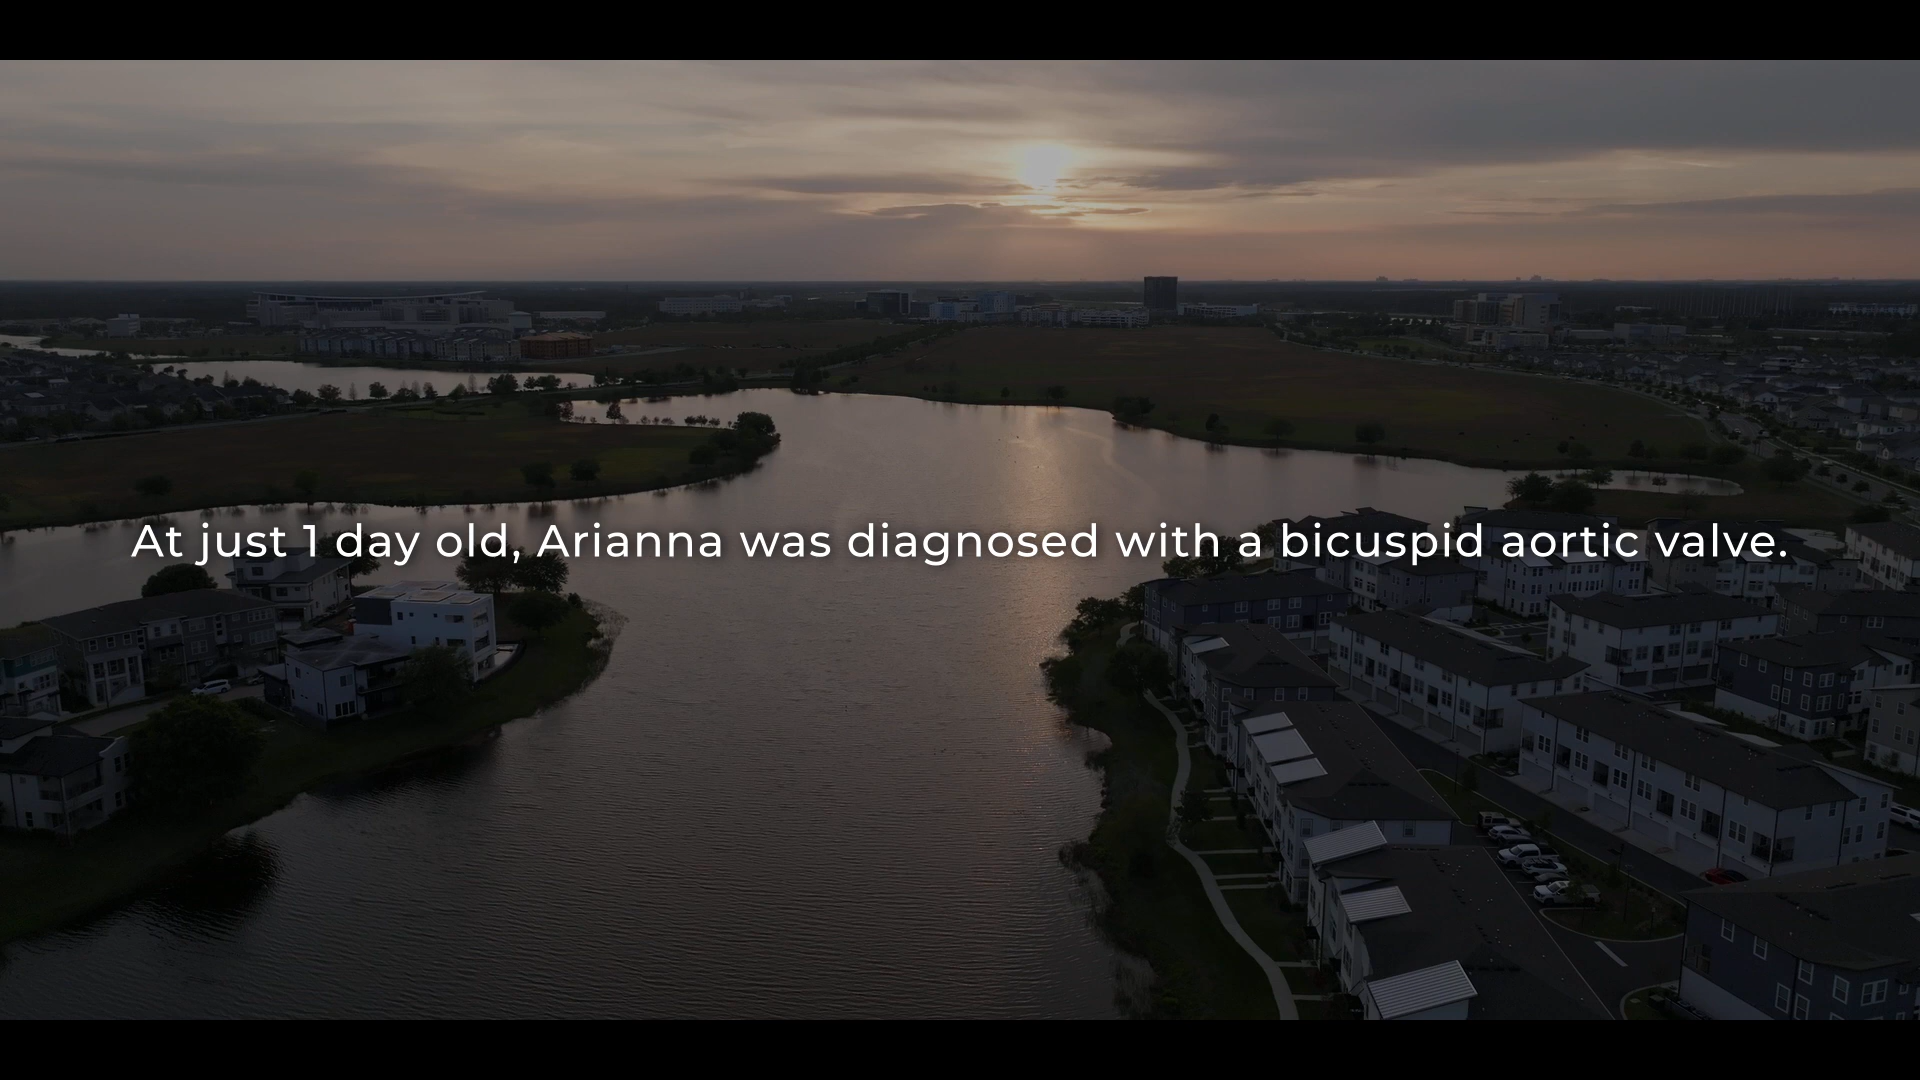 At just 1 day old, Arianna was diagnosed with a bicuspid aortic valve.